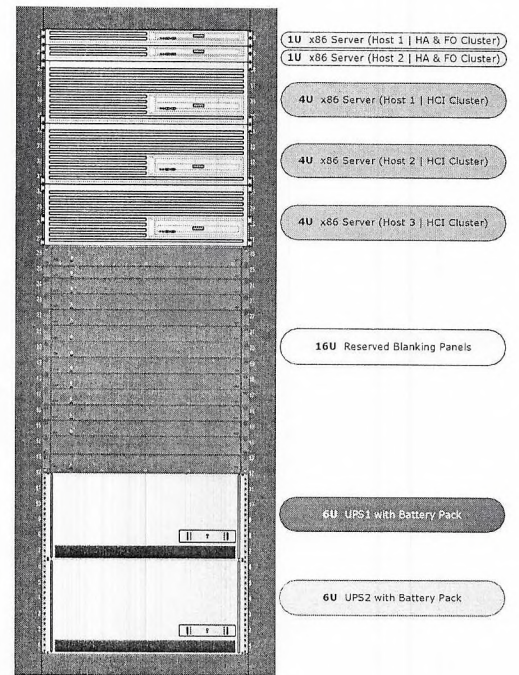 1U x86 Server (Host 1 | HA & FO Cluster)
1U x86 Server (Host 2 | HA & FO Cluster)
4U x86 Server (Host 1 | HCI Cluster)
4U x86 Server (Host 2 | HCI Cluster)
4U x86 Server (Host 3 | HCI Cluster)
16U Reserved Blanking Panels
6U UPS1 with Battery Pack
6U UPS2 with Battery Pack